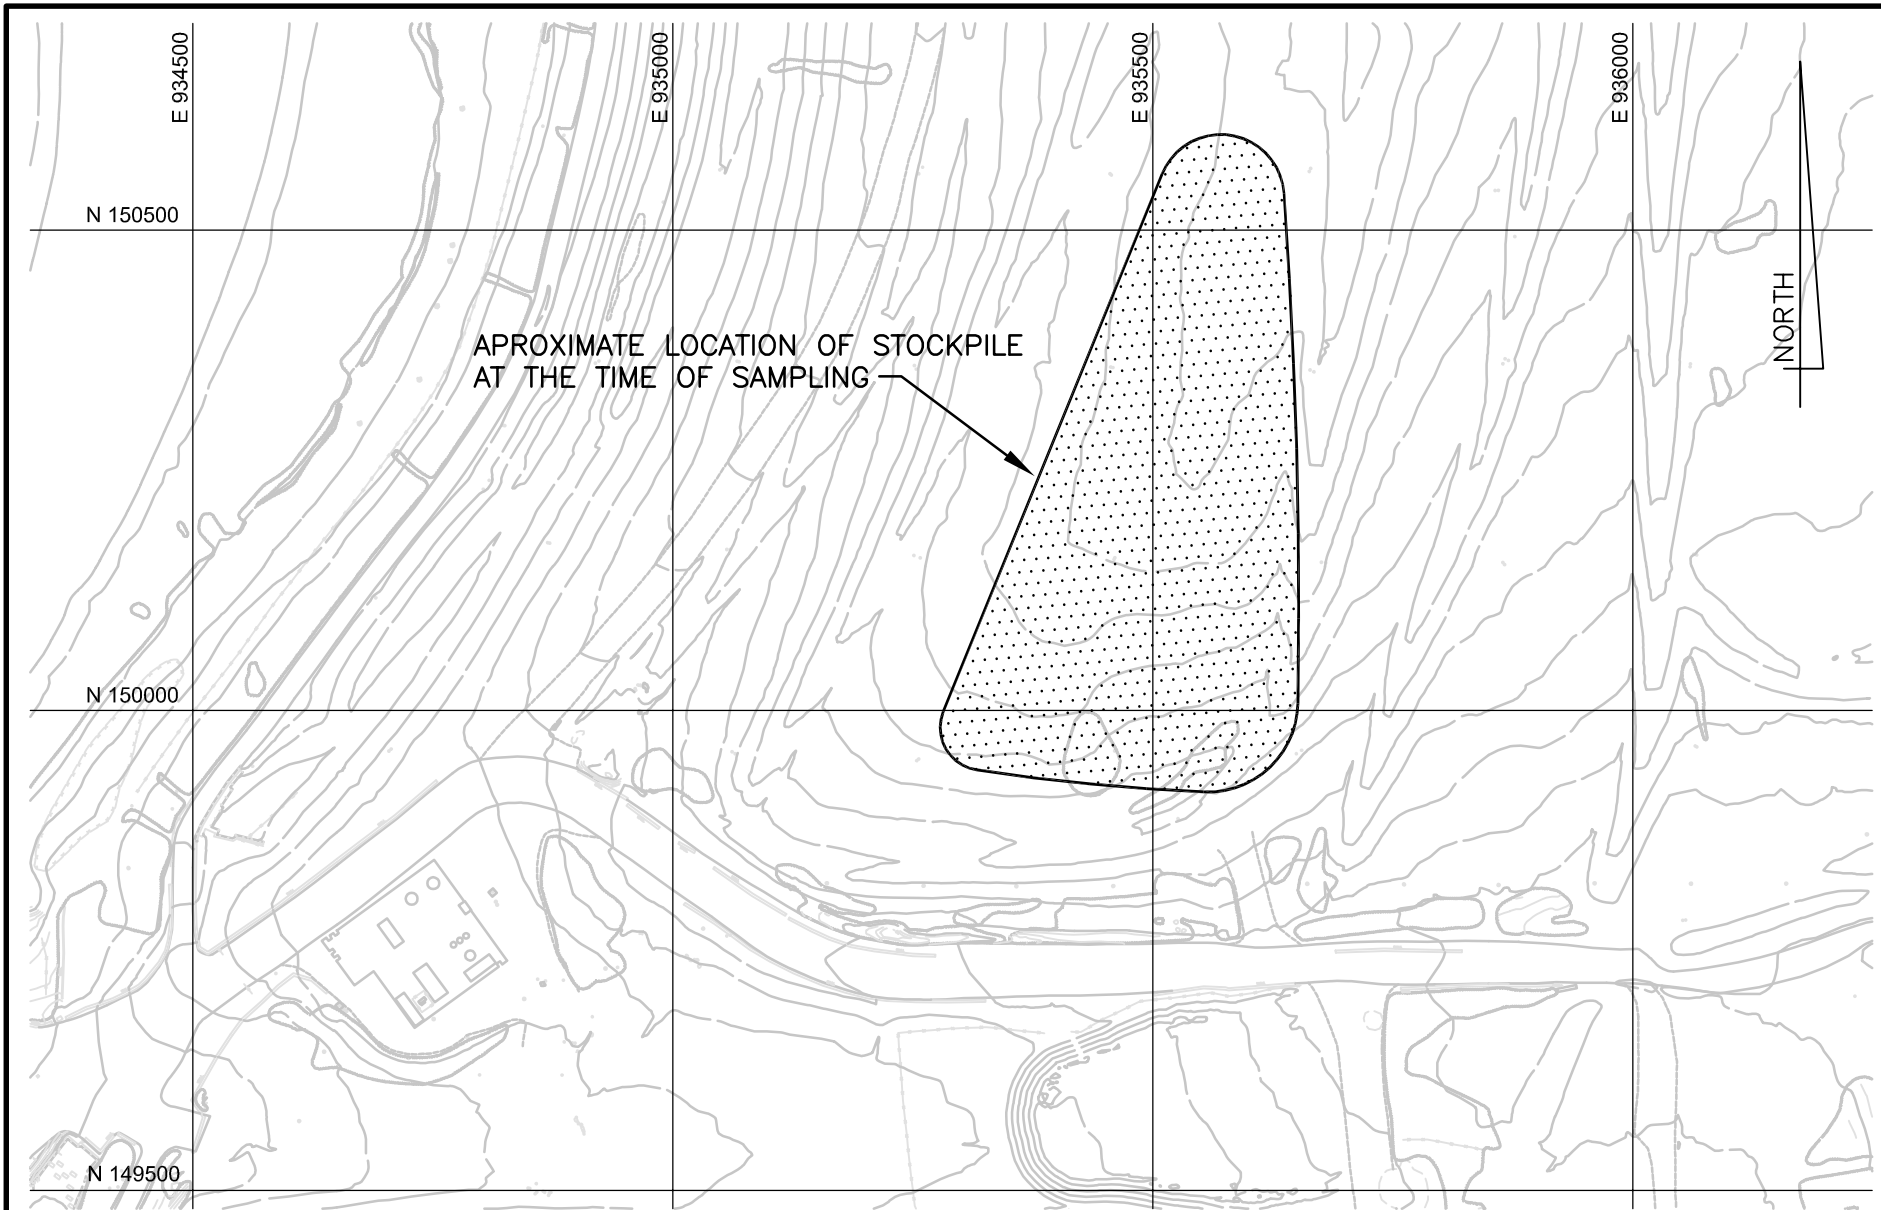 E 934500
E 935000
E 935500
E 936000
N 150500
NORTH
APROXIMATE LOCATION OF STOCKPILE
AT THE TIME OF SAMPLING
N 150000
N 149500